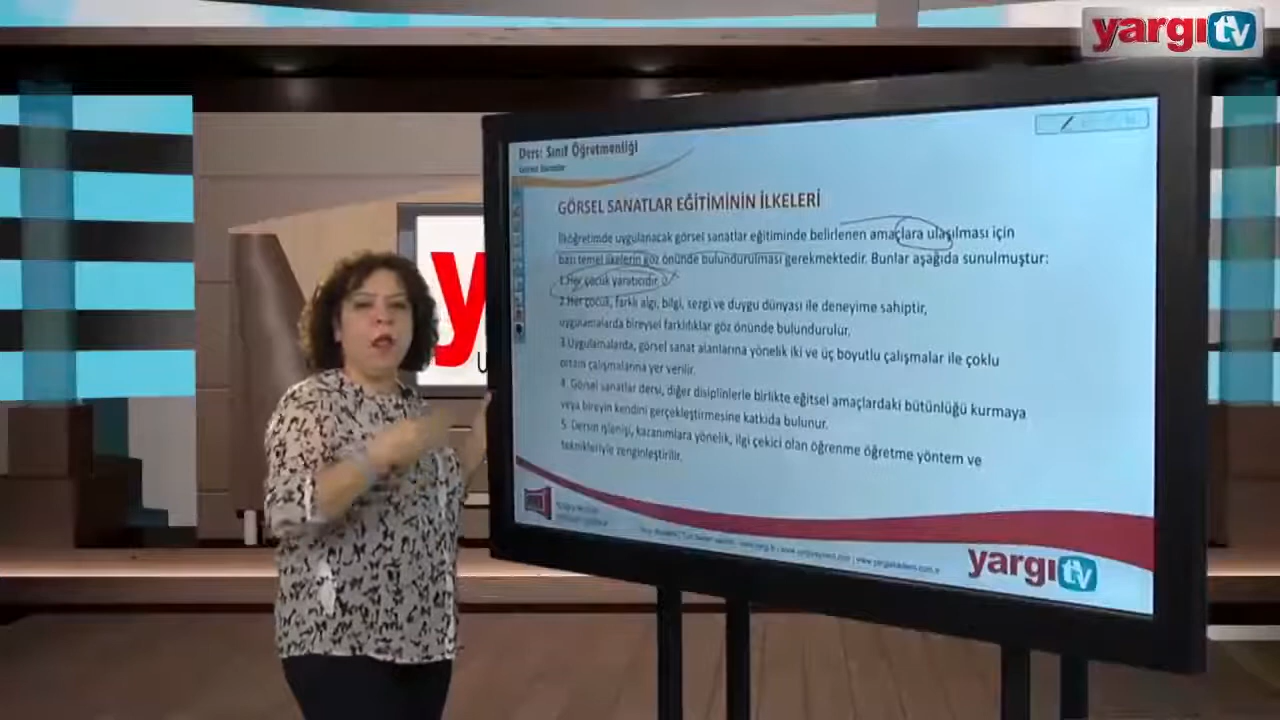 yargı tv
Ders: Sınıf Öğretmenliği
GÖRSEL SANATLAR EĞİTİMİNİN İLKELERİ
İlköğretimde uygulanacak görsel sanatlar eğitiminde belirlenen amaçlara ulaşılması için
bazı temel ilkelerin göz önünde bulundurulması gerekmektedir. Bunlar aşağıda sunulmuştur:
1.Her çocuk yaratıcıdır.
2.Her çocuk, farklı algı, bilgi, sezgi ve duygu dünyası ile deneyime sahiptir,
uygulamalarda bireysel farklılıklar göz önünde bulundurulur.
3.Uygulamalarda, görsel sanat alanlarına yönelik iki ve üç boyutlu çalışmalar ile çoklu
ortam çalışmalarına yer verilir.
4. Görsel sanatlar dersi, diğer disiplinlerle birlikte eğitsel amaçlardaki bütünlüğü kurmaya
veya bireyin kendini gerçekleştirmesine katkıda bulunur.
5. Dersin işlenişi, kazanımlara yönelik, ilgi çekici olan öğrenme öğretme yöntem ve
teknikleriyle zenginleştirilir.
yargı tv